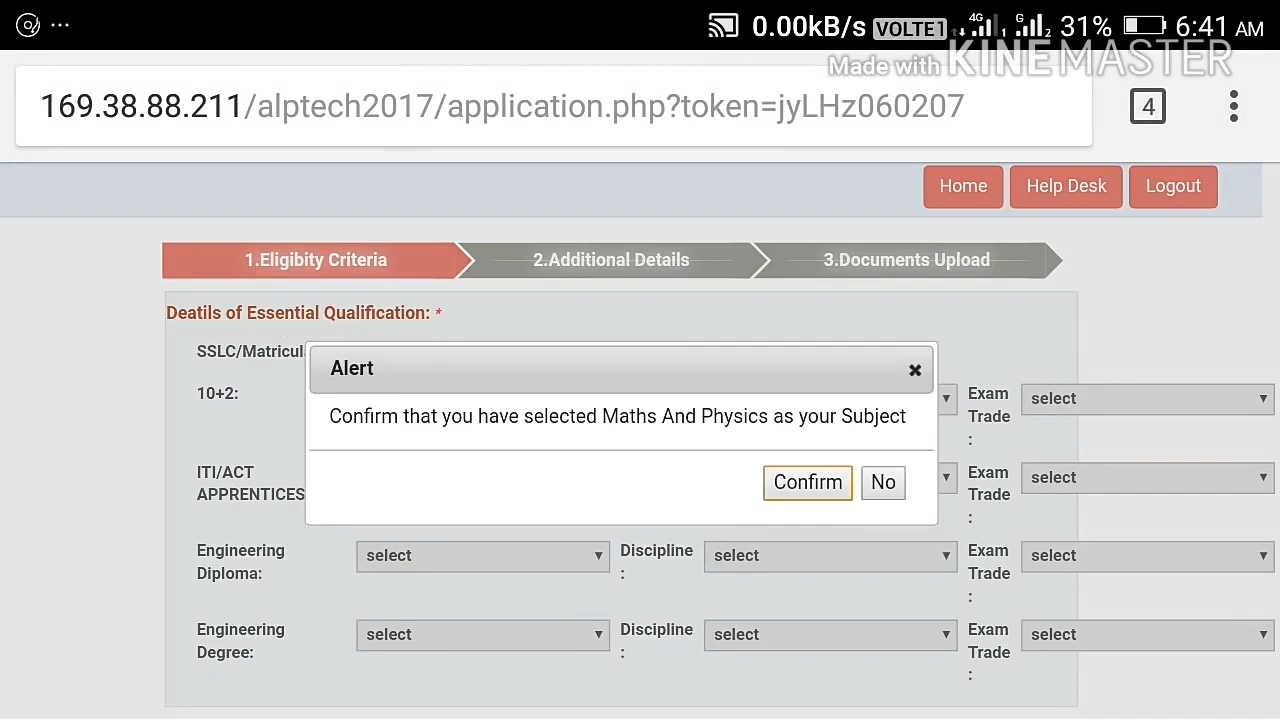 ... 0.00kB/s VOLTE1 4G 1 G 2 31% 6:41 AM
Made with KINEMASTER
169.38.88.211/alptech2017/application.php?token=jyLHz060207 4
Home Help Desk Logout
1.Eligibity Criteria 2.Additional Details 3.Documents Upload
Deatils of Essential Qualification: *
SSLC/Matricul
Alert
Confirm that you have selected Maths And Physics as your Subject
Confirm No
10+2: Exam Trade : select
ITI/ACT APPRENTICES Exam Trade : select
Engineering Diploma: select Discipline : select Exam Trade : select
Engineering Degree: select Discipline : select Exam Trade : select